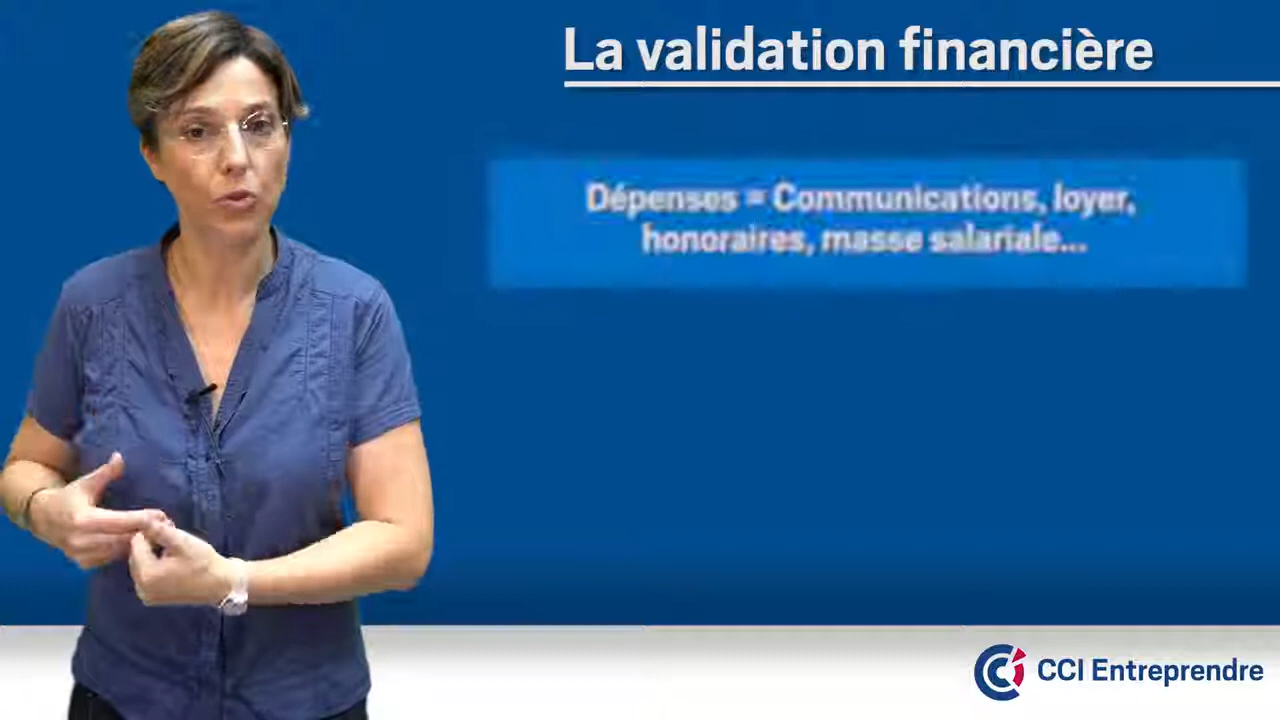 La validation financière
Dépenses = Communications, loyer,
honoraires, masse salariale...
CCI Entreprendre